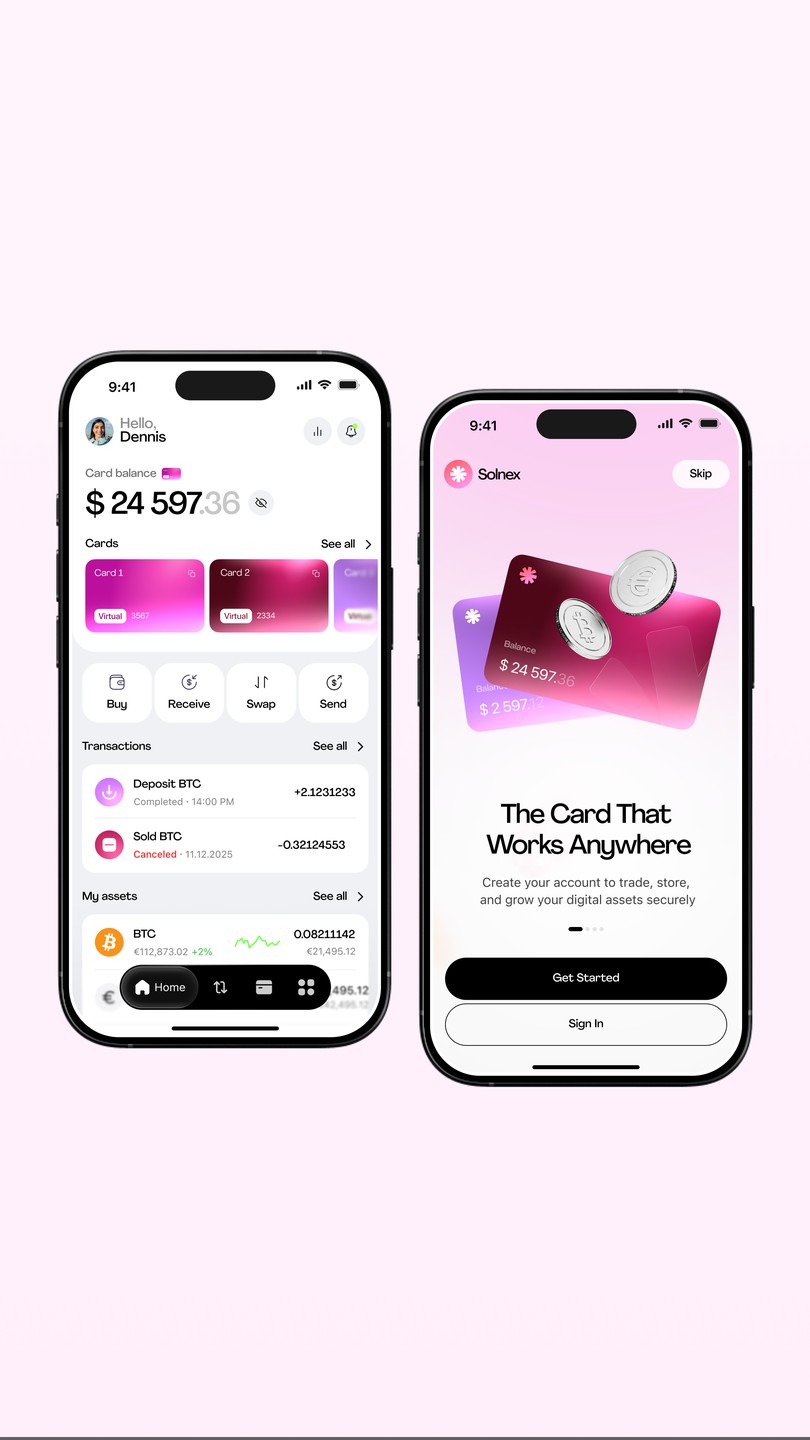 9:41
Hello,
Dennis
Card balance
$ 24 597.36
Cards
See all
Card 1
Virtual 3567
Card 2
Virtual 2334
Buy
Receive
Swap
Send
Transactions
See all
Deposit BTC
Completed · 14:00 PM
+2.1231233
Sold BTC
Canceled · 11.12.2025
-0.32124553
My assets
See all
BTC
€112,873.02 +2%
0.08211142
€21,495.12
€
Home
9:41
Solnex
Skip
Balance
$ 24 597.36
$ 2 597.12
The Card That
Works Anywhere
Create your account to trade, store,
and grow your digital assets securely
Get Started
Sign In